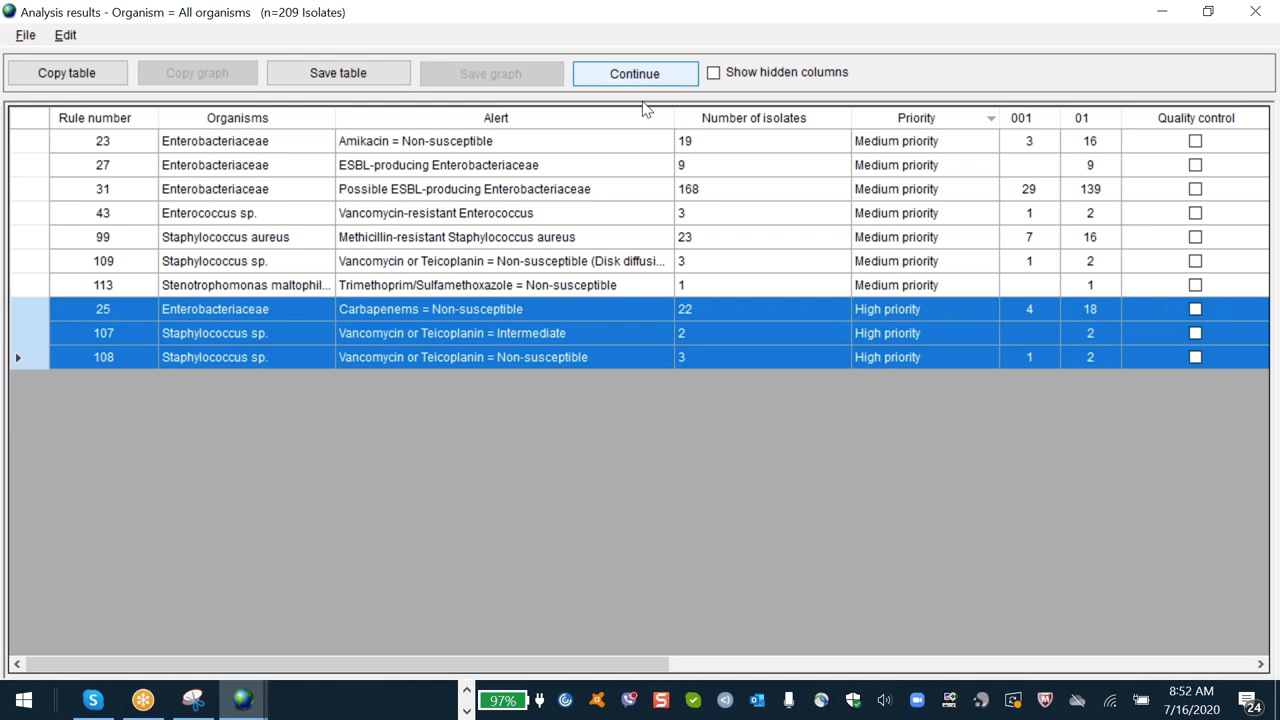 Analysis results - Organism = All organisms (n=209 Isolates)
File Edit
Copy table Copy graph Save table Save graph Continue Show hidden columns
Rule number Organisms Alert Number of isolates Priority 001 01 Quality control
23 Enterobacteriaceae Amikacin = Non-susceptible 19 Medium priority 3 16
27 Enterobacteriaceae ESBL-producing Enterobacteriaceae 9 Medium priority 9
31 Enterobacteriaceae Possible ESBL-producing Enterobacteriaceae 168 Medium priority 29 139
43 Enterococcus sp. Vancomycin-resistant Enterococcus 3 Medium priority 1 2
99 Staphylococcus aureus Methicillin-resistant Staphylococcus aureus 23 Medium priority 7 16
109 Staphylococcus sp. Vancomycin or Teicoplanin = Non-susceptible (Disk diffusi... 3 Medium priority 1 2
113 Stenotrophomonas maltophil... Trimethoprim/Sulfamethoxazole = Non-susceptible 1 Medium priority 1
25 Enterobacteriaceae Carbapenems = Non-susceptible 22 High priority 4 18
107 Staphylococcus sp. Vancomycin or Teicoplanin = Intermediate 2 High priority 2
108 Staphylococcus sp. Vancomycin or Teicoplanin = Non-susceptible 3 High priority 1 2
97% 8:52 AM
7/16/2020 24